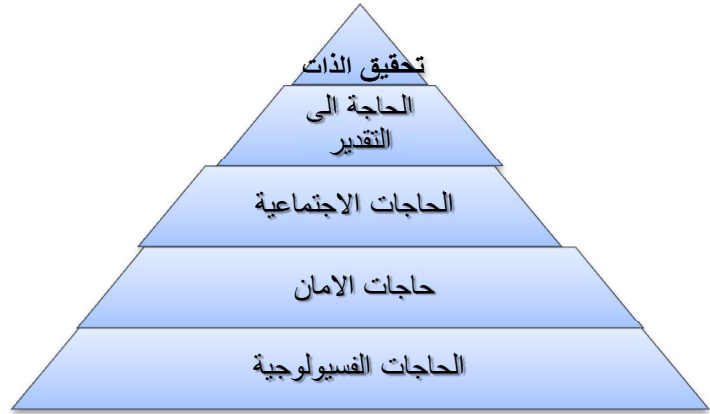 تحقيق الذات
الحاجة الى
التقدير
الحاجات الاجتماعية
حاجات الامان
الحاجات الفسيولوجية